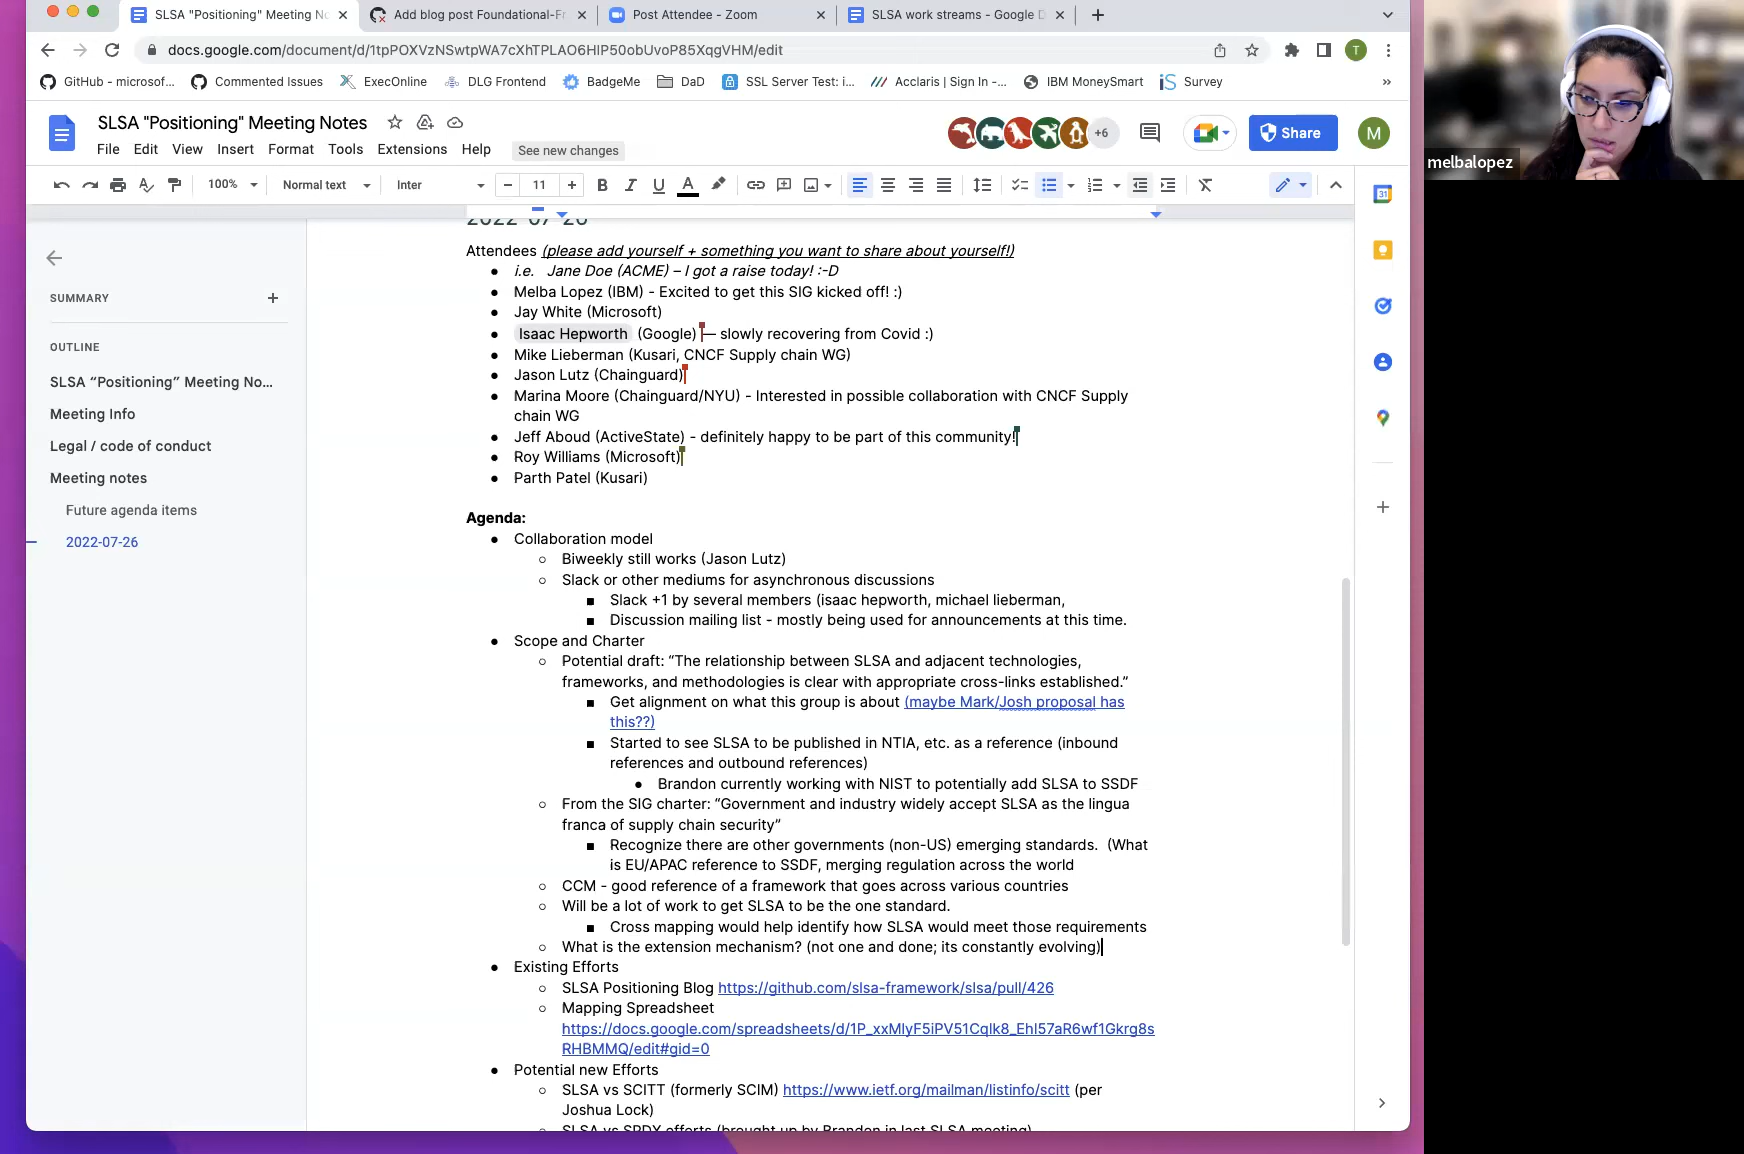 SLSA "Positioning" Meeting No
Add blog post Foundational-Fr
Post Attendee - Zoom
SLSA work streams - Google D
docs.google.com/document/d/1tpPOXVzNSwtpWA7cXhTPLAO6HIP50obUvoP85XqgVHM/edit
T
GitHub - microsof...
Commented Issues
ExecOnline
DLG Frontend
BadgeMe
DaD
SSL Server Test: i...
Acclaris | Sign In -...
IBM MoneySmart
Survey
»
SLSA "Positioning" Meeting Notes
File Edit View Insert Format Tools Extensions Help
See new changes
+6
Share
M
100%
Normal text
Inter
11
SUMMARY
OUTLINE
SLSA “Positioning” Meeting No...
Meeting Info
Legal / code of conduct
Meeting notes
Future agenda items
2022-07-26
2022-07-26
Attendees (please add yourself + something you want to share about yourself!)
● i.e. Jane Doe (ACME) – I got a raise today! :-D
● Melba Lopez (IBM) - Excited to get this SIG kicked off! :)
● Jay White (Microsoft)
● Isaac Hepworth (Google) — slowly recovering from Covid :)
● Mike Lieberman (Kusari, CNCF Supply chain WG)
● Jason Lutz (Chainguard)
● Marina Moore (Chainguard/NYU) - Interested in possible collaboration with CNCF Supply
chain WG
● Jeff Aboud (ActiveState) - definitely happy to be part of this community!
● Roy Williams (Microsoft)
● Parth Patel (Kusari)
Agenda:
● Collaboration model
○ Biweekly still works (Jason Lutz)
○ Slack or other mediums for asynchronous discussions
■ Slack +1 by several members (isaac hepworth, michael lieberman,
■ Discussion mailing list - mostly being used for announcements at this time.
● Scope and Charter
○ Potential draft: “The relationship between SLSA and adjacent technologies,
frameworks, and methodologies is clear with appropriate cross-links established.”
■ Get alignment on what this group is about (maybe Mark/Josh proposal has
this??)
■ Started to see SLSA to be published in NTIA, etc. as a reference (inbound
references and outbound references)
● Brandon currently working with NIST to potentially add SLSA to SSDF
○ From the SIG charter: “Government and industry widely accept SLSA as the lingua
franca of supply chain security”
■ Recognize there are other governments (non-US) emerging standards. (What
is EU/APAC reference to SSDF, merging regulation across the world
○ CCM - good reference of a framework that goes across various countries
○ Will be a lot of work to get SLSA to be the one standard.
■ Cross mapping would help identify how SLSA would meet those requirements
○ What is the extension mechanism? (not one and done; its constantly evolving)
● Existing Efforts
○ SLSA Positioning Blog https://github.com/slsa-framework/slsa/pull/426
○ Mapping Spreadsheet
https://docs.google.com/spreadsheets/d/1P_xxMlyF5iPV51Cqlk8_Ehl57aR6wf1Gkrg8s
RHBMMQ/edit#gid=0
● Potential new Efforts
○ SLSA vs SCITT (formerly SCIM) https://www.ietf.org/mailman/listinfo/scitt (per
Joshua Lock)
○ SLSA vs SPDX efforts (brought up by Brandon in last SLSA meeting)
31
melbalopez